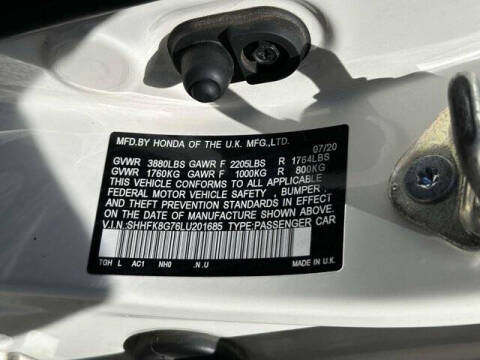 MFD.BY HONDA OF THE U.K. MFG.,LTD. 07/20
GVWR 3880LBS GAWR F 2205LBS R 1764LBS
GVWR 1760KG GAWR F 1000KG R 800KG
THIS VEHICLE CONFORMS TO ALL APPLICABLE
FEDERAL MOTOR VEHICLE SAFETY , BUMPER ,
AND THEFT PREVENTION STANDARDS IN
EFFECT ON THE DATE OF MANUFACTURE SHOWN ABOVE.
V.I.N.:SHHFK8G76LU201685 TYPE:PASSENGER CAR
TGH L AC1 NH0 .N.U MADE IN U.K.